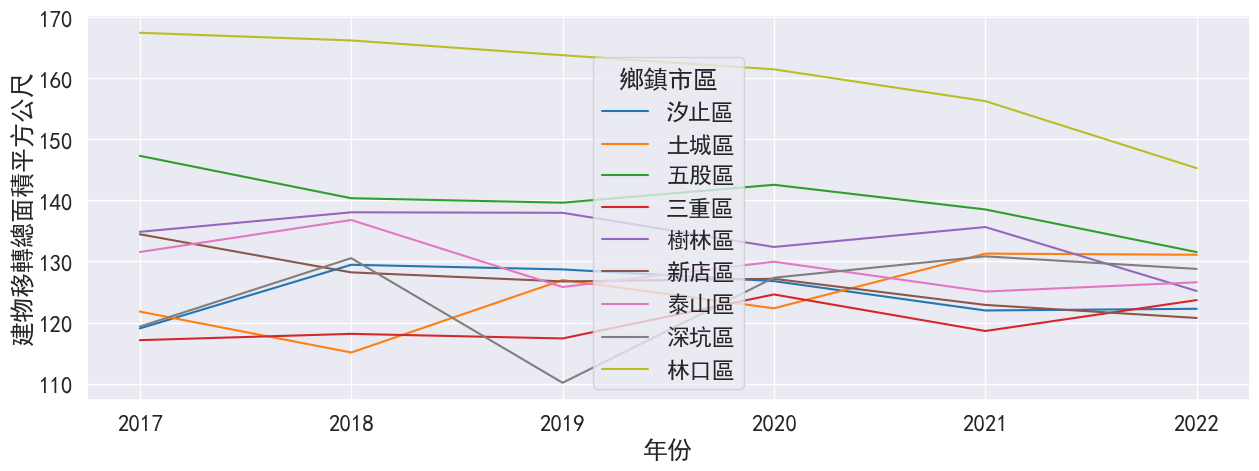 建物移轉總面積平方公尺
170
160
150
140
130
120
110
鄉鎮市區
汐止區
土城區
五股區
三重區
樹林區
新店區
泰山區
深坑區
林口區
2017 2018 2019 2020 2021 2022
年份